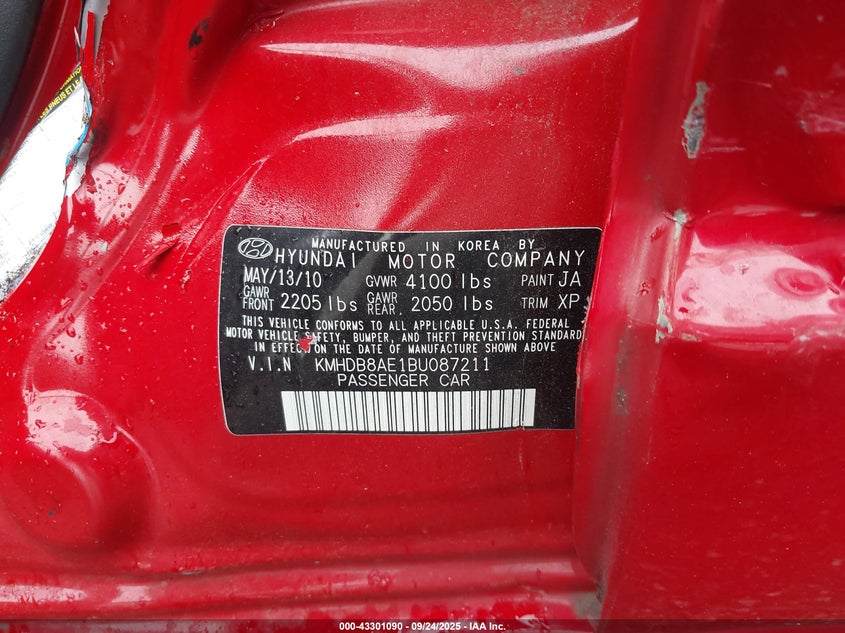 MANUFACTURED IN KOREA BY
HYUNDAI MOTOR COMPANY
MAY/13/10 GVWR 4100 lbs PAINT JA
GAWR FRONT 2205 lbs GAWR REAR. 2050 lbs TRIM XP
THIS VEHICLE CONFORMS TO ALL APPLICABLE U.S.A. FEDERAL
MOTOR VEHICLE SAFETY, BUMPER, AND THEFT PREVENTION STANDARD
IN EFFECT ON THE DATE OF MANUFACTURE SHOWN ABOVE
V.I.N KMHDB8AE1BU087211
PASSENGER CAR
000-43301090 - 09/24/2025 - IAA Inc.